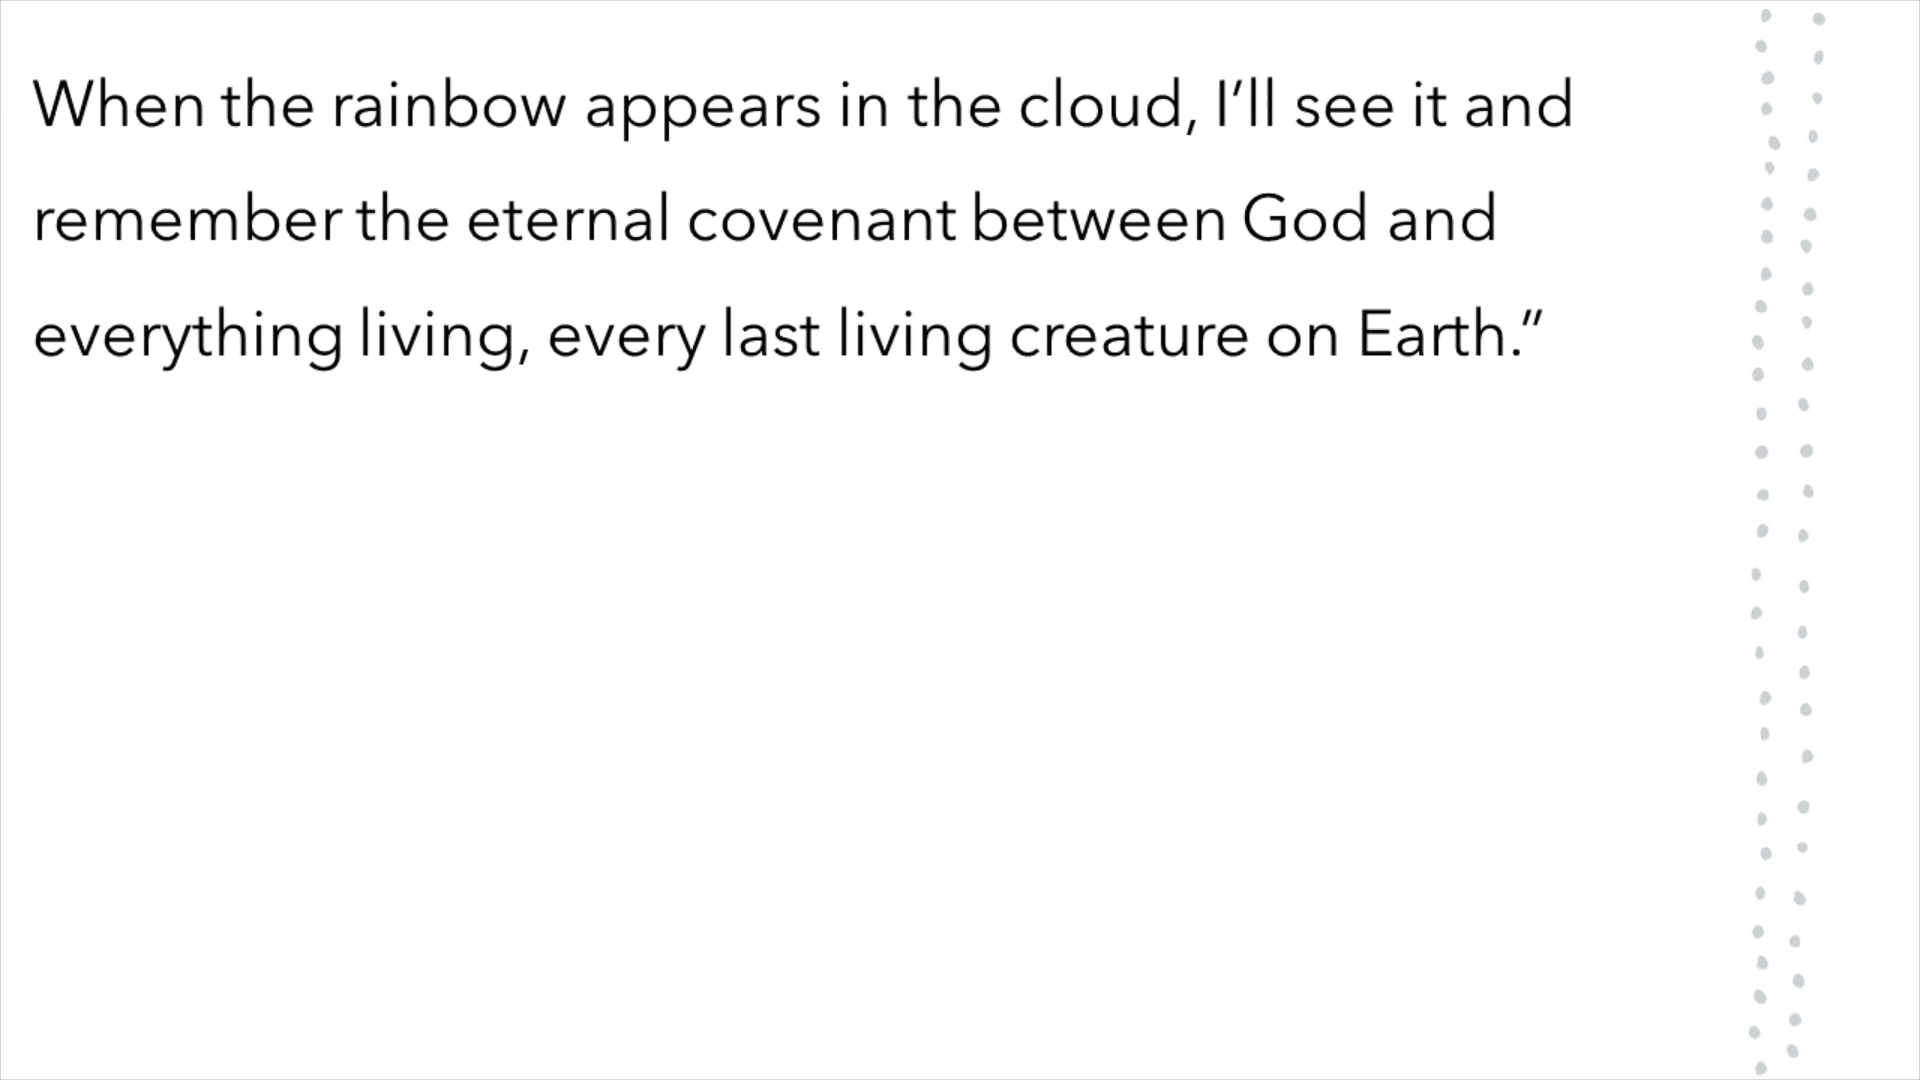 When the rainbow appears in the cloud, I’ll see it and
remember the eternal covenant between God and
everything living, every last living creature on Earth.”